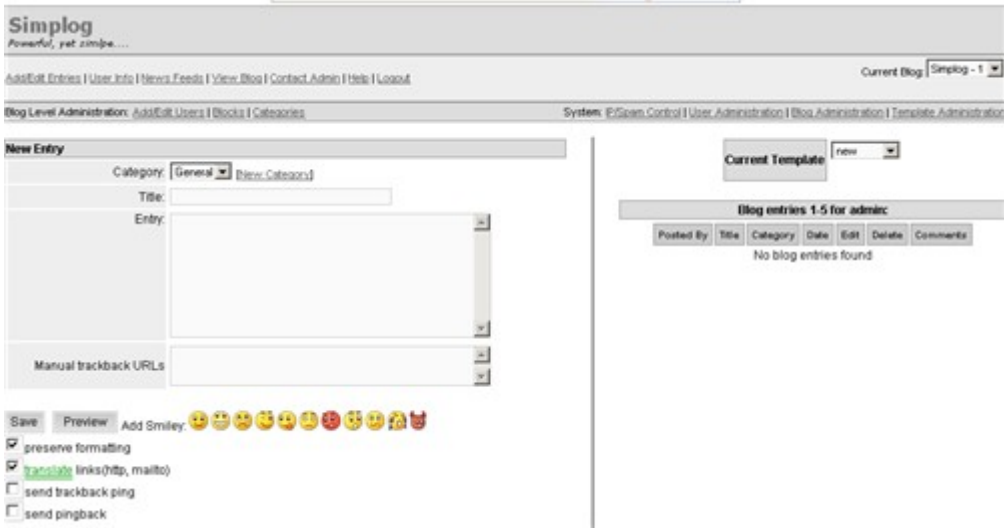 Simplog
Powerful, yet simlpe....
Add/Edit Entries | User Info | News Feeds | View Blog | Contact Admin | Help | Logout
Current Blog: Simplog - 1
Blog Level Administration: Add/Edit Users | Blocks | Categories
System: IP/Spam Control | User Administration | Blog Administration | Template Administration
New Entry
Category: General [New Category]
Title:
Entry:
Manual trackback URLs
Save Preview Add Smiley:
preserve formatting
translate links(http, mailto)
send trackback ping
send pingback
Current Template new
Blog entries 1-5 for admin:
Posted By Title Category Date Edit Delete Comments
No blog entries found